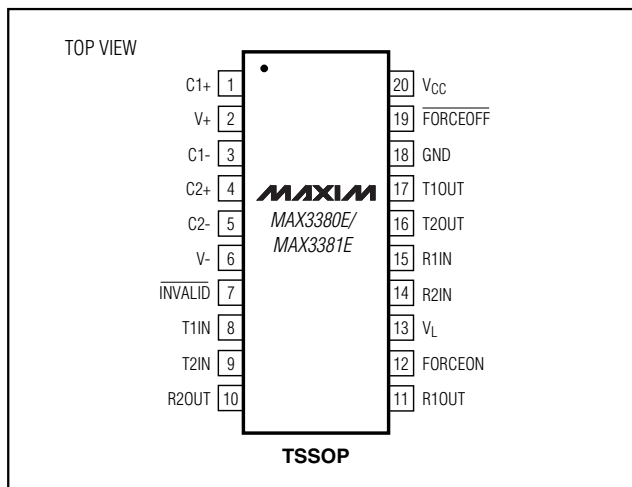 TOP VIEW
C1+ 1
V+ 2
C1- 3
C2+ 4
C2- 5
V- 6
INVALID 7
T1IN 8
T2IN 9
R2OUT 10
MAXIM
MAX3380E/
MAX3381E
20 VCC
19 FORCEOFF
18 GND
17 T1OUT
16 T2OUT
15 R1IN
14 R2IN
13 VL
12 FORCEON
11 R1OUT
TSSOP